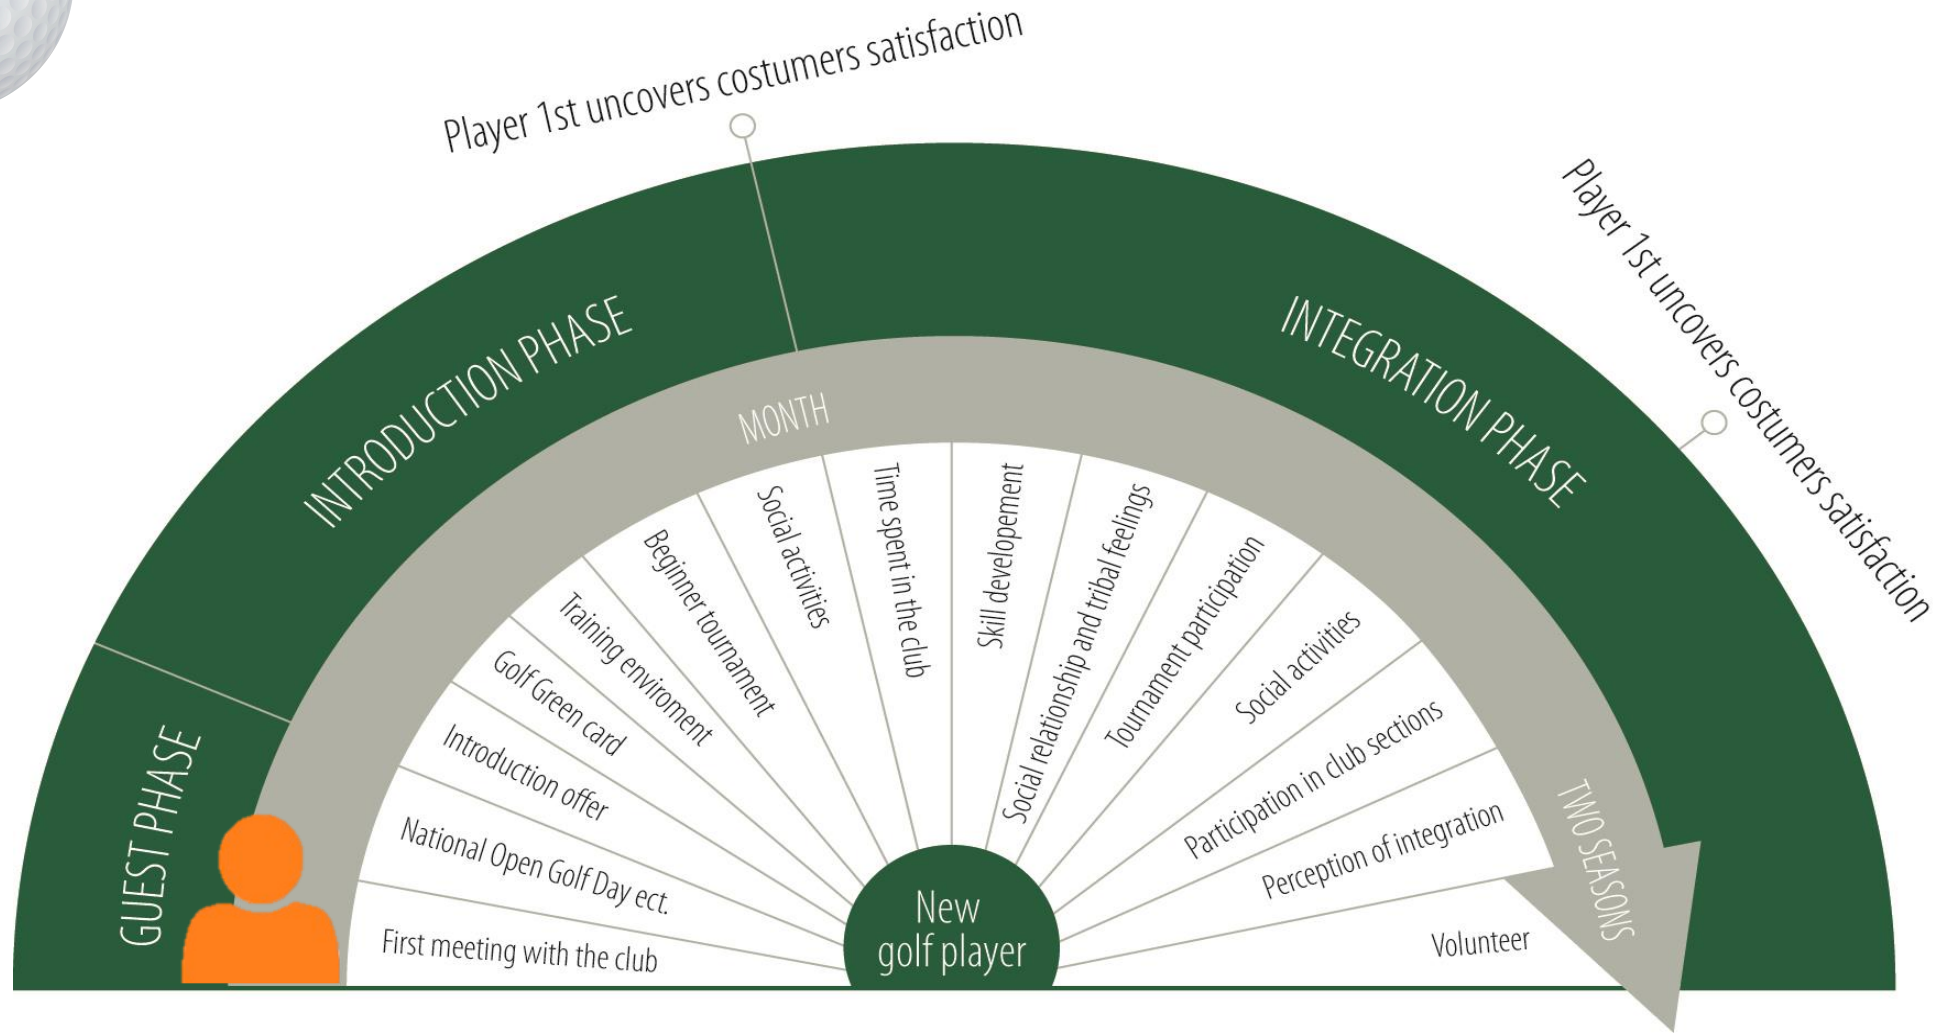 Player 1st uncovers costumers satisfaction
Player 1st uncovers costumers satisfaction
GUEST PHASE
INTRODUCTION PHASE
INTEGRATION PHASE
MONTH
TWO SEASONS
First meeting with the club
National Open Golf Day ect.
Introduction offer
Golf Green card
Training enviroment
Beginner tournament
Social activities
Time spent in the club
Skill developement
Social relationship and tribal feelings
Tournament participation
Social activities
Participation in club sections
Perception of integration
Volunteer
New
golf player